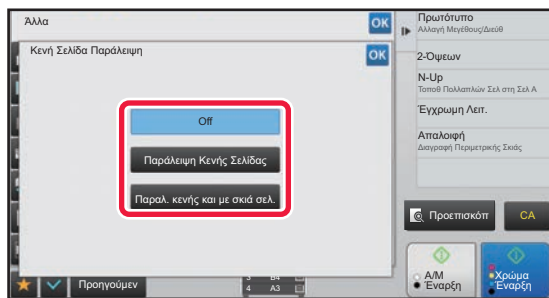 Άλλα
OK
Κενή Σελίδα Παράλειψη
OK
Off
Παράλειψη Κενής Σελίδας
Παραλ. κενής και με σκιά σελ.
Προηγούμεν
3 B4
4 A3
Πρωτότυπο
Αλλαγή Μεγέθους/Διεύθ
2-Όψεων
N-Up
Τοποθ Πολλαπλών Σελ στη Σελ Α
Έγχρωμη Λειτ.
Απαλοιφή
Διαγραφή Περιμετρικής Σκιάς
Προεπισκόπ
CA
Α/Μ
Έναρξη
Χρώμα
Έναρξη